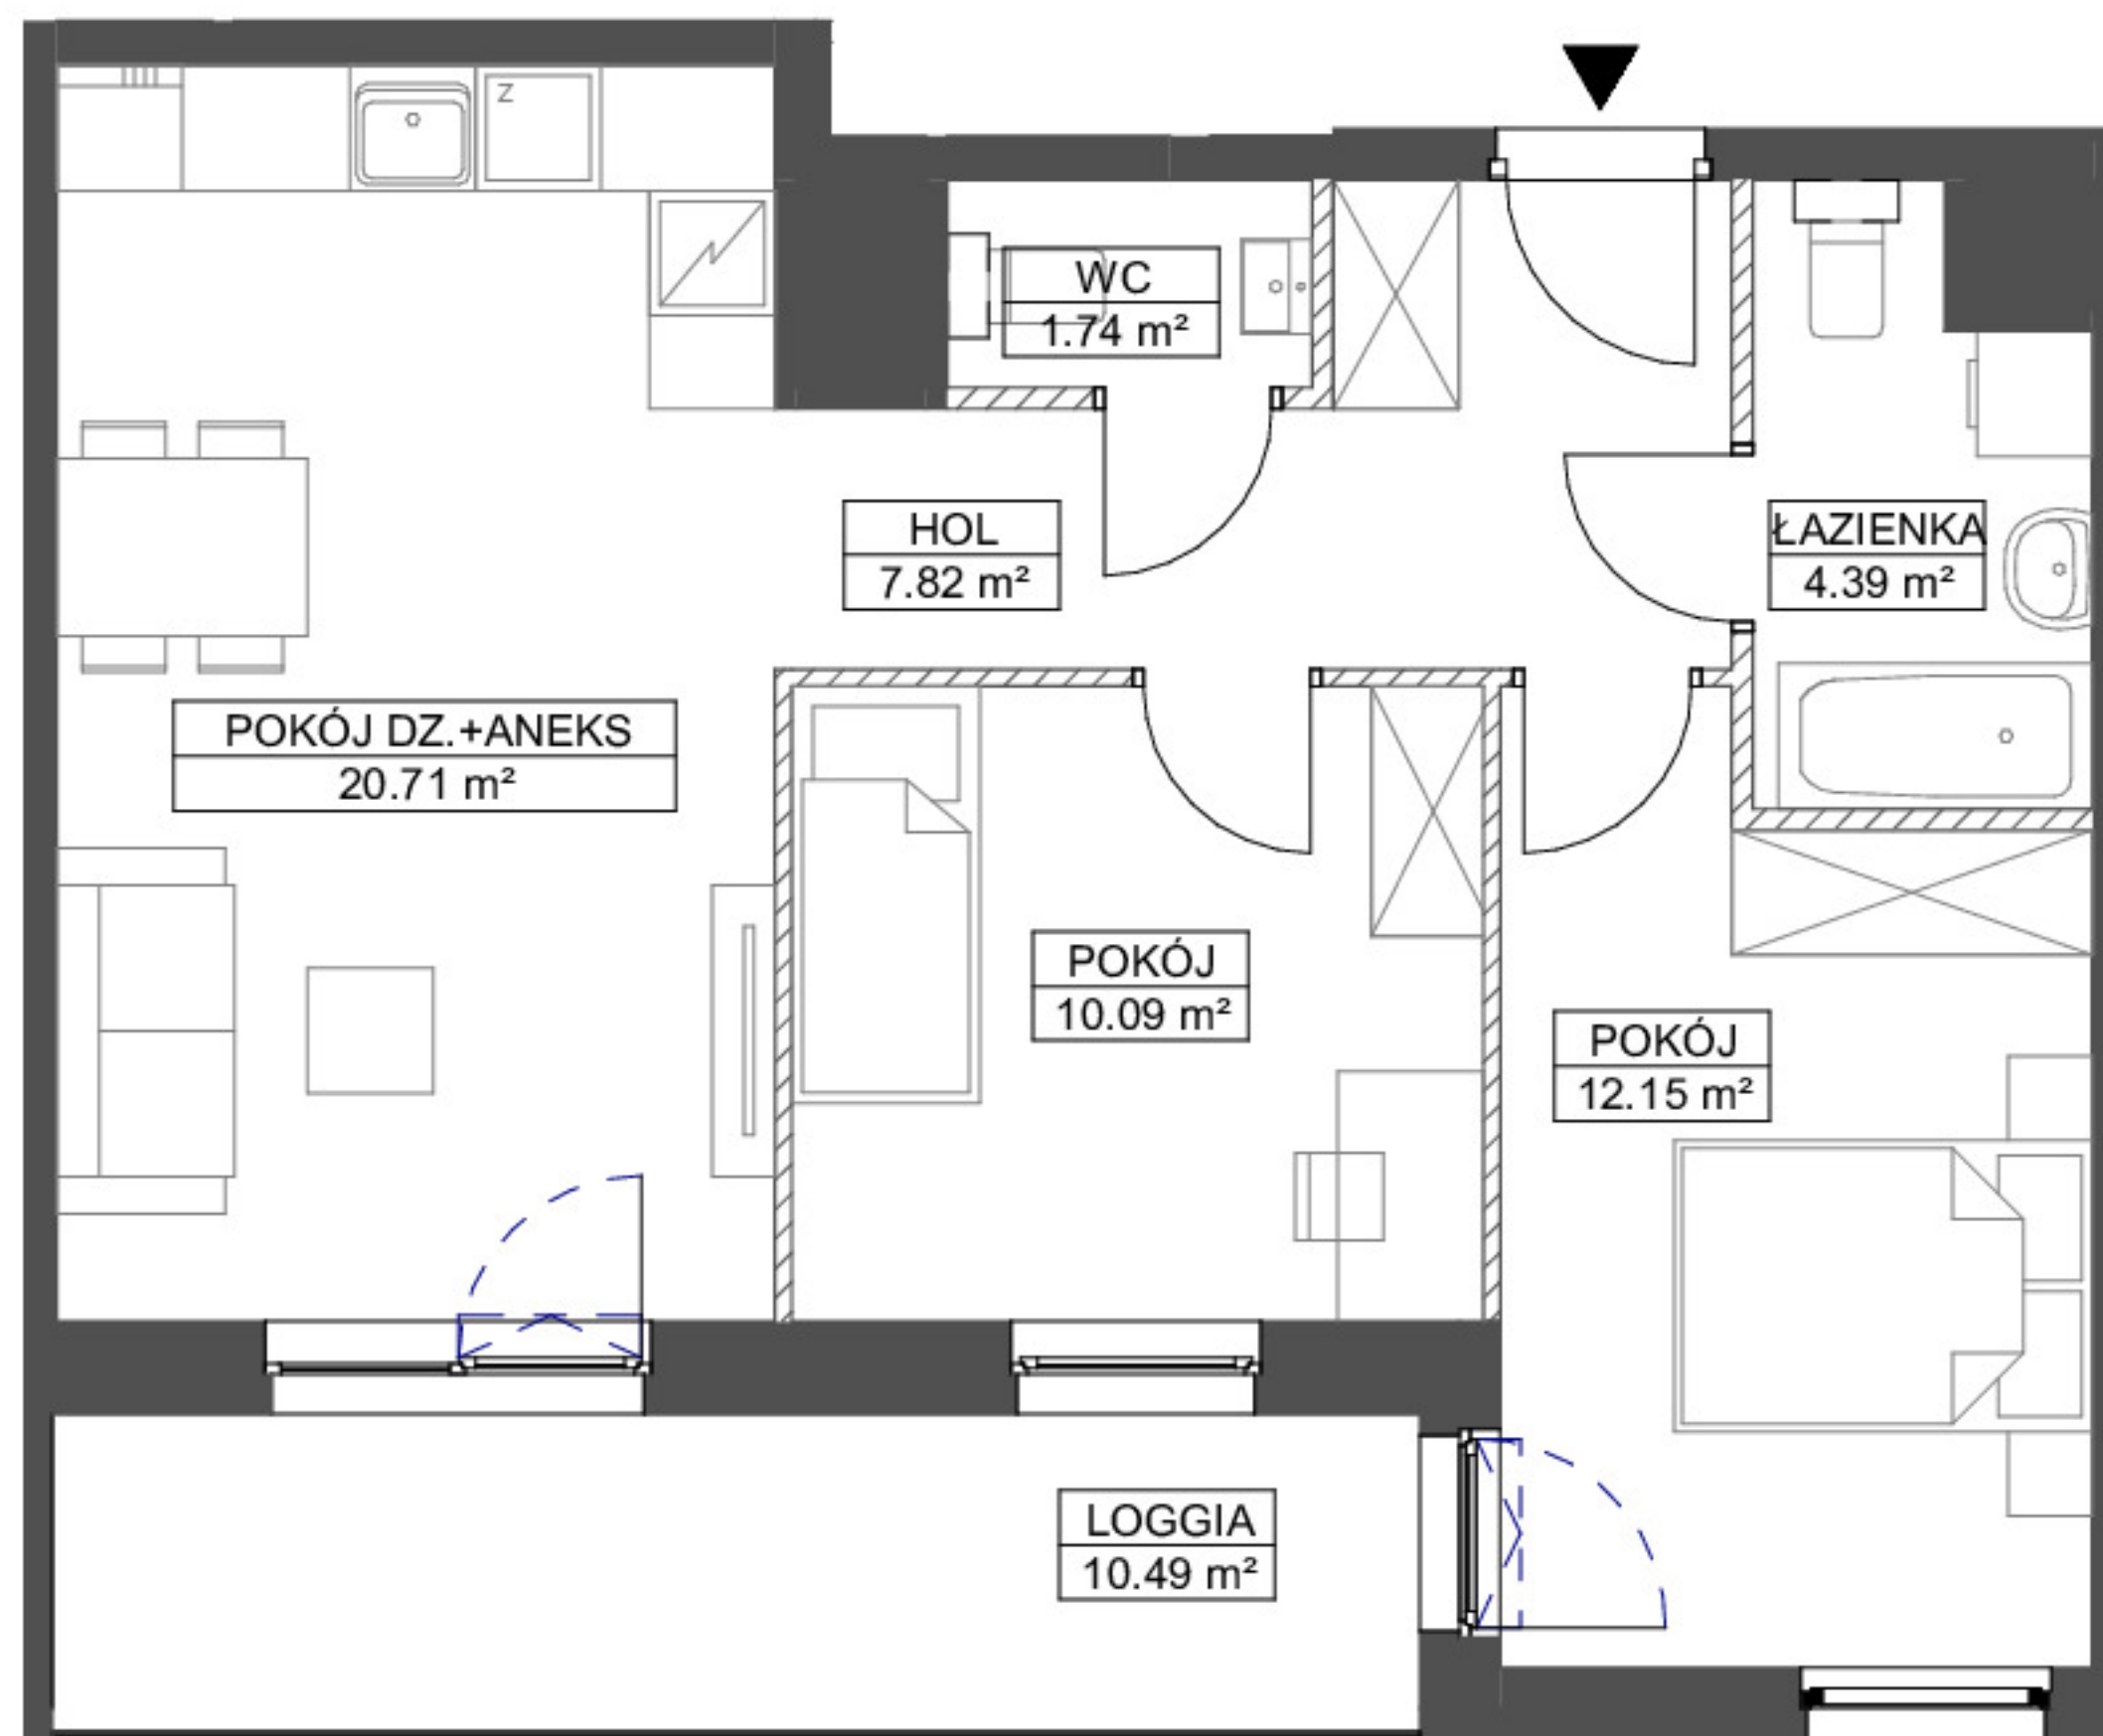 Z
WC
1.74 m²
HOL
7.82 m²
ŁAZIENKA
4.39 m²
POKÓJ DZ.+ANEKS
20.71 m²
POKÓJ
10.09 m²
POKÓJ
12.15 m²
LOGGIA
10.49 m²